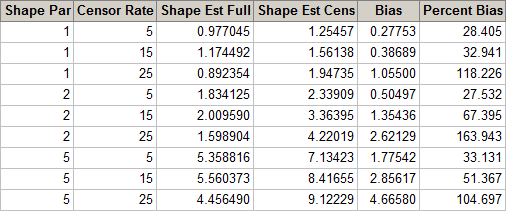 Shape Par Censor Rate Shape Est Full Shape Est Cens Bias Percent Bias
1 5 0.977045 1.25457 0.27753 28.405
1 15 1.174492 1.56138 0.38689 32.941
1 25 0.892354 1.94735 1.05500 118.226
2 5 1.834125 2.33909 0.50497 27.532
2 15 2.009590 3.36395 1.35436 67.395
2 25 1.598904 4.22019 2.62129 163.943
5 5 5.358816 7.13423 1.77542 33.131
5 15 5.560373 8.41655 2.85617 51.367
5 25 4.456490 9.12229 4.66580 104.697